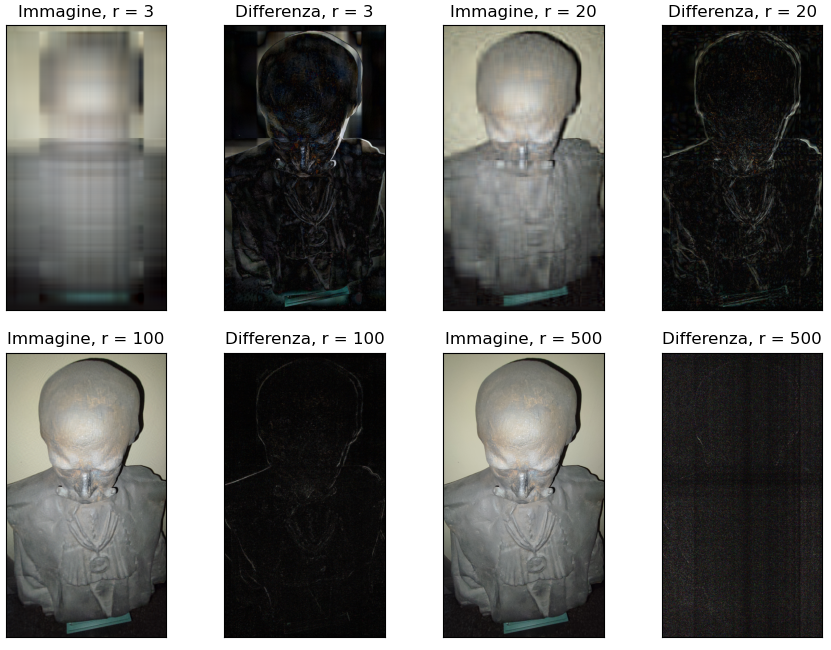 Immagine, r = 3
Differenza, r = 3
Immagine, r = 20
Differenza, r = 20
Immagine, r = 100
Differenza, r = 100
Immagine, r = 500
Differenza, r = 500